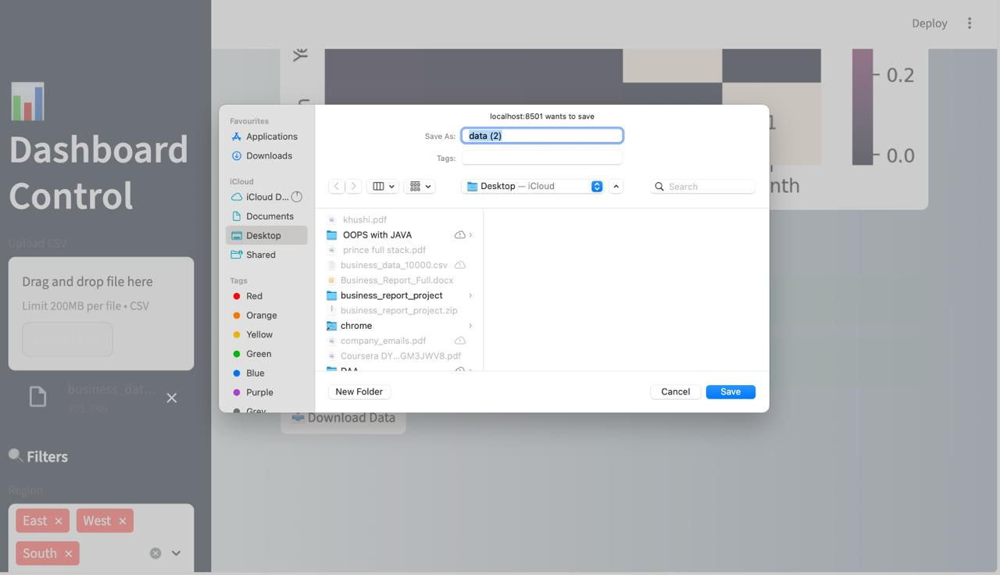 Deploy
0.2
0.0
nth
Dashboard
Control
Upload CSV
Drag and drop file here
Limit 200MB per file • CSV
business_dat...
305.3KB
Filters
Region
East ×
West ×
South ×
localhost:8501 wants to save
Save As:
data (2)
Tags:
Desktop — iCloud
Search
Favourites
Applications
Downloads
iCloud
iCloud D...
Documents
Desktop
Shared
Tags
Red
Orange
Yellow
Green
Blue
Purple
Grey
khushi.pdf
OOPS with JAVA
prince full stack.pdf
business_data_10000.csv
Business_Report_Full.docx
business_report_project
business_report_project.zip
chrome
company_emails.pdf
Coursera DY...GM3JWV8.pdf
DAA
New Folder
Cancel
Save
Download Data